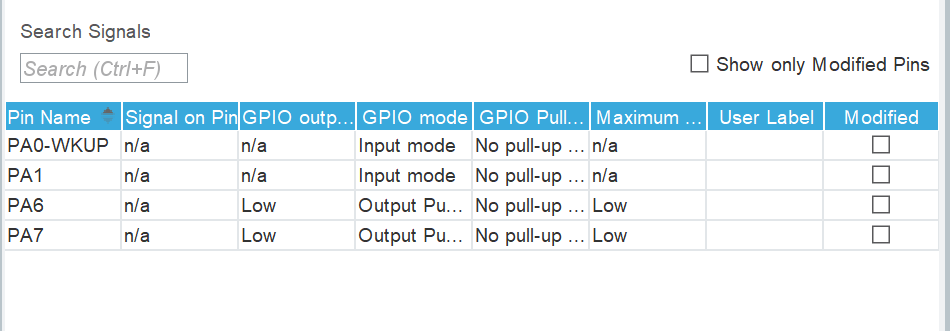 Search Signals
Search (Ctrl+F)
Show only Modified Pins
Pin Name Signal on Pin GPIO outp... GPIO mode GPIO Pull... Maximum ... User Label Modified
PA0-WKUP n/a n/a Input mode No pull-up ... n/a
PA1 n/a n/a Input mode No pull-up ... n/a
PA6 n/a Low Output Pu... No pull-up ... Low
PA7 n/a Low Output Pu... No pull-up ... Low